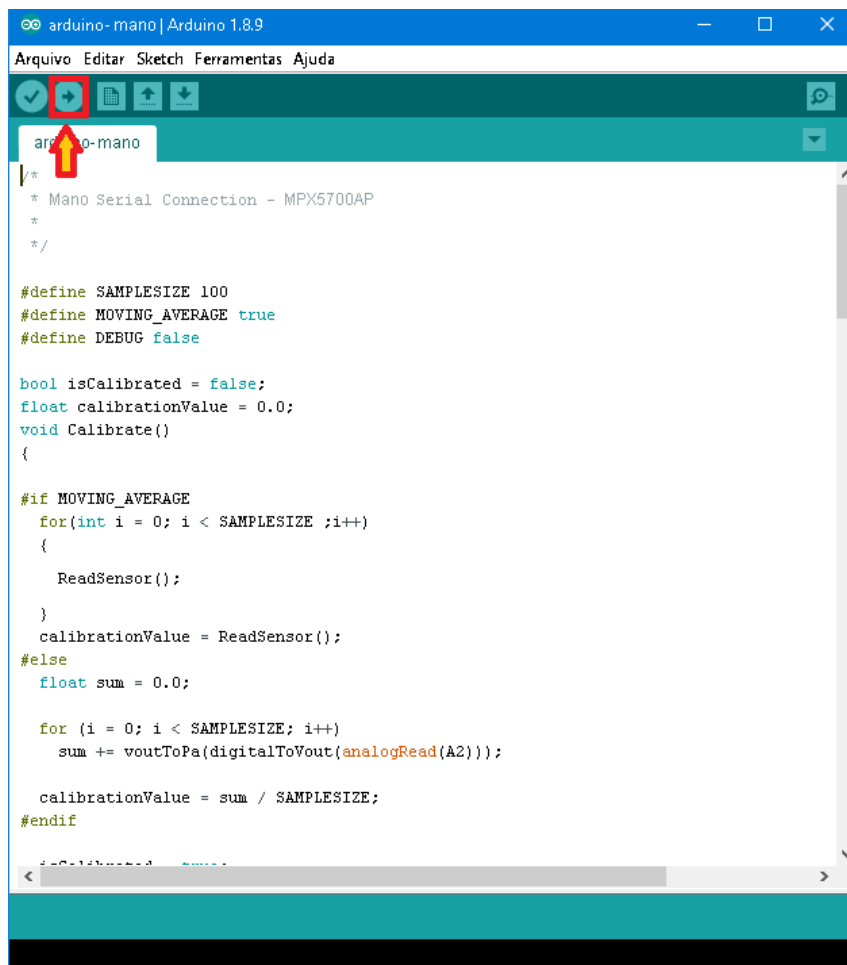 arduino- mano | Arduino 1.8.9
Arquivo Editar Sketch Ferramentas Ajuda
/*
* Mano Serial Connection - MPX5700AP
*
*/
#define SAMPLESIZE 100
#define MOVING_AVERAGE true
#define DEBUG false
bool isCalibrated = false;
float calibrationValue = 0.0;
void Calibrate()
{
#if MOVING_AVERAGE
for(int i = 0; i < SAMPLESIZE ;i++)
{
ReadSensor();
}
calibrationValue = ReadSensor();
#else
float sum = 0.0;
for (i = 0; i < SAMPLESIZE; i++)
sum += voutToPa(digitalToVout(analogRead(A2)));
calibrationValue = sum / SAMPLESIZE;
#endif